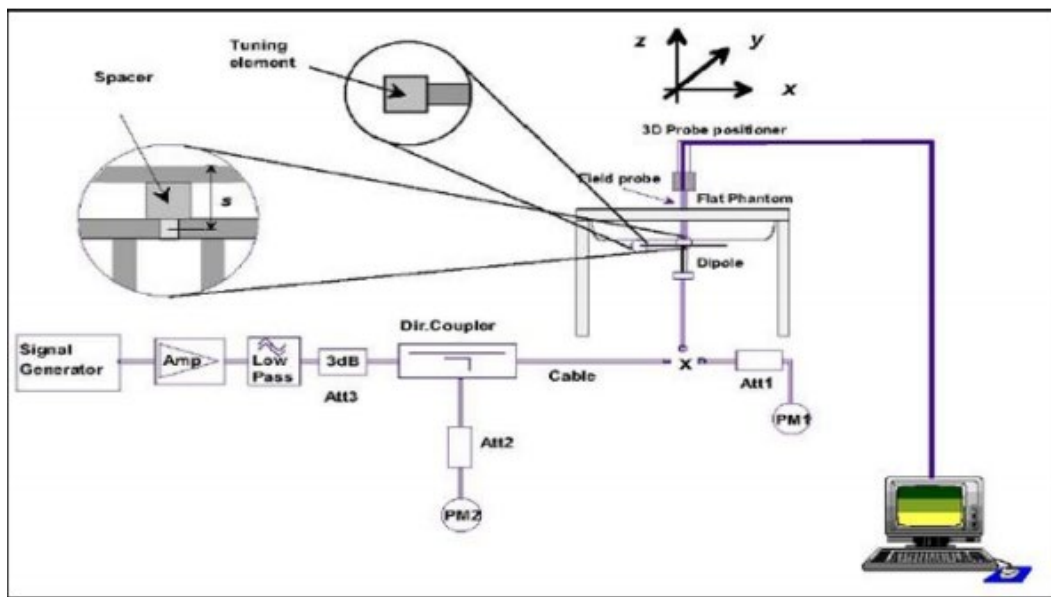 Tuning
element
Spacer
s
z
y
x
3D Probe positioner
Field probe
Flat Phantom
Dipole
Signal
Generator
Amp
Low
Pass
3dB
Att3
Dir.Coupler
Cable
x
Att1
PM1
Att2
PM2